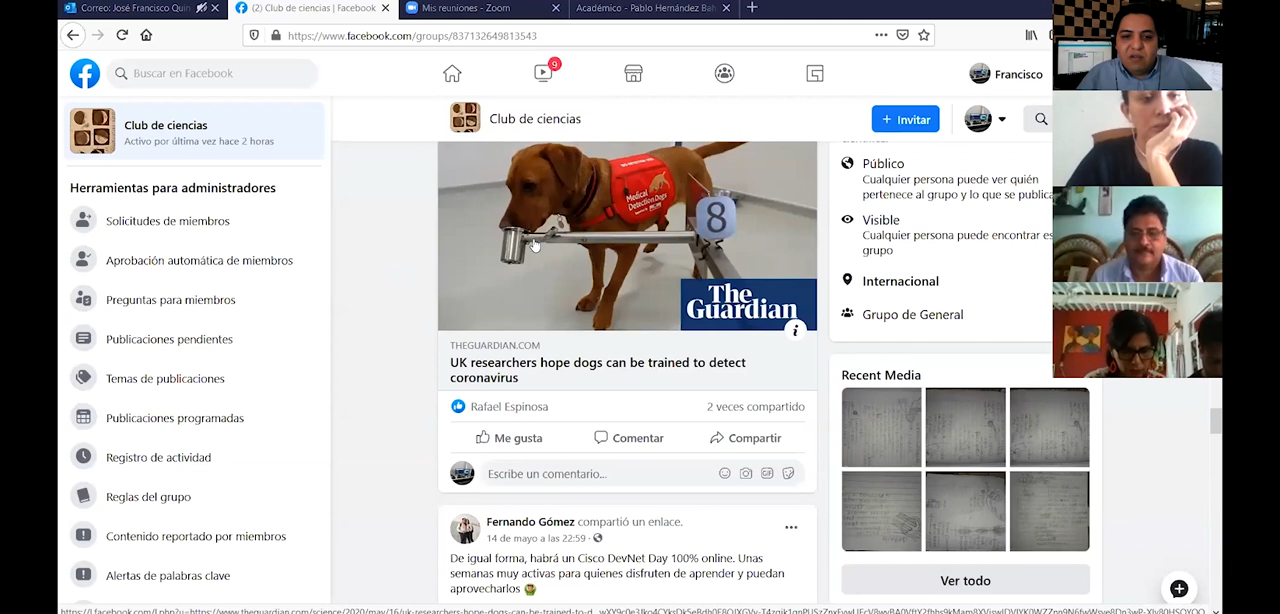 Correo: José Francisco Quin
(2) Club de ciencias | Facebook
Mis reuniones - Zoom
Académico - Pablo Hernández Bah
https://www.facebook.com/groups/837132649813543
Buscar en Facebook
9
Francisco
Club de ciencias
Activo por última vez hace 2 horas
Herramientas para administradores
Solicitudes de miembros
Aprobación automática de miembros
Preguntas para miembros
Publicaciones pendientes
Temas de publicaciones
Publicaciones programadas
Registro de actividad
Reglas del grupo
Contenido reportado por miembros
Alertas de palabras clave
Club de ciencias
+ Invitar
Medical
Detection Dogs
8
The
Guardian
THEGUARDIAN.COM
UK researchers hope dogs can be trained to detect
coronavirus
Rafael Espinosa
2 veces compartido
Me gusta
Comentar
Compartir
Escribe un comentario...
GIF
Fernando Gómez compartió un enlace.
14 de mayo a las 22:59 ·
De igual forma, habrá un Cisco DevNet Day 100% online. Unas
semanas muy activas para quienes disfruten de aprender y puedan
aprovecharlos
Público
Cualquier persona puede ver quién
pertenece al grupo y lo que se publica
Visible
Cualquier persona puede encontrar es
grupo
Internacional
Grupo de General
Recent Media
Ver todo